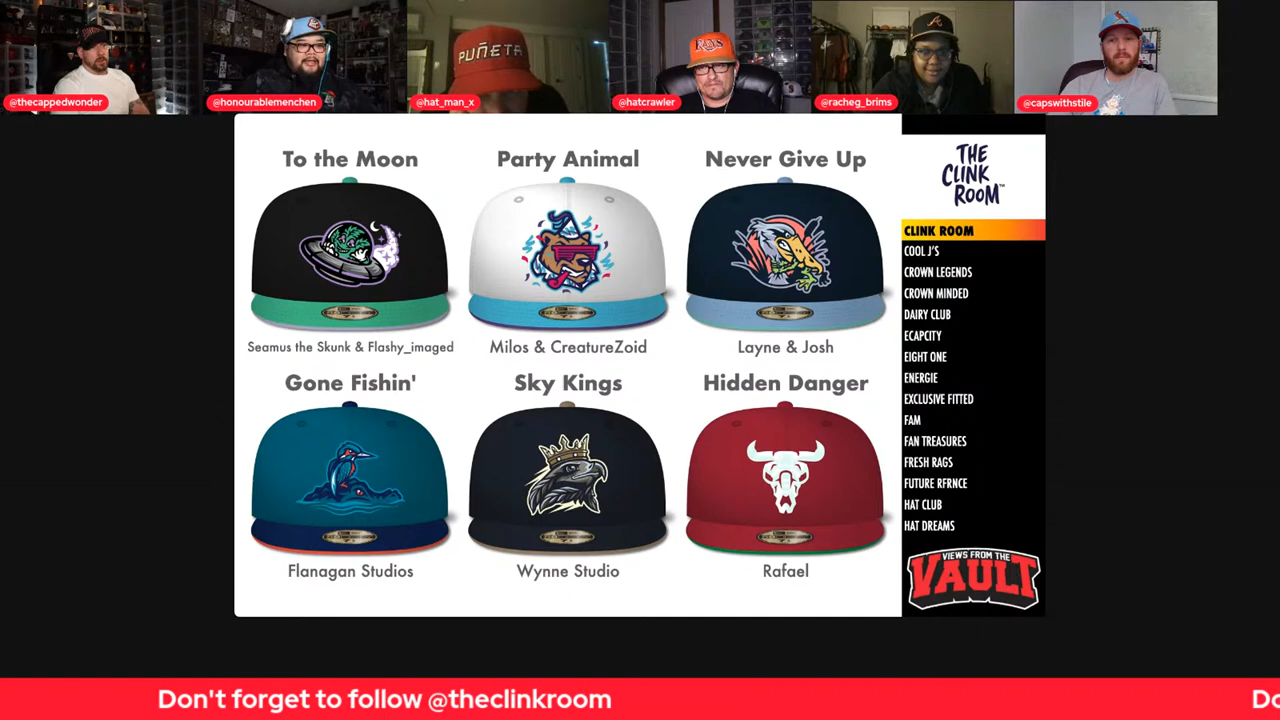 PUÑETA
Rays
A
@thecappedwonder
@honourablemenchen
@hat_man_x
@hatcrawler
@racheg_brims
@capswithstile
To the Moon
Party Animal
Never Give Up
Seamus the Skunk & Flashy_imaged
Milos & CreatureZoid
Layne & Josh
Gone Fishin'
Sky Kings
Hidden Danger
Flanagan Studios
Wynne Studio
Rafael
THE
CLINK
ROOM™
CLINK ROOM
COOL J'S
CROWN LEGENDS
CROWN MINDED
DAIRY CLUB
ECAPCITY
EIGHT ONE
ENERGIE
EXCLUSIVE FITTED
FAM
FAN TREASURES
FRESH RAGS
FUTURE RFRNCE
HAT CLUB
HAT DREAMS
VIEWS FROM THE
VAULT
Don't forget to follow @theclinkroom
Do